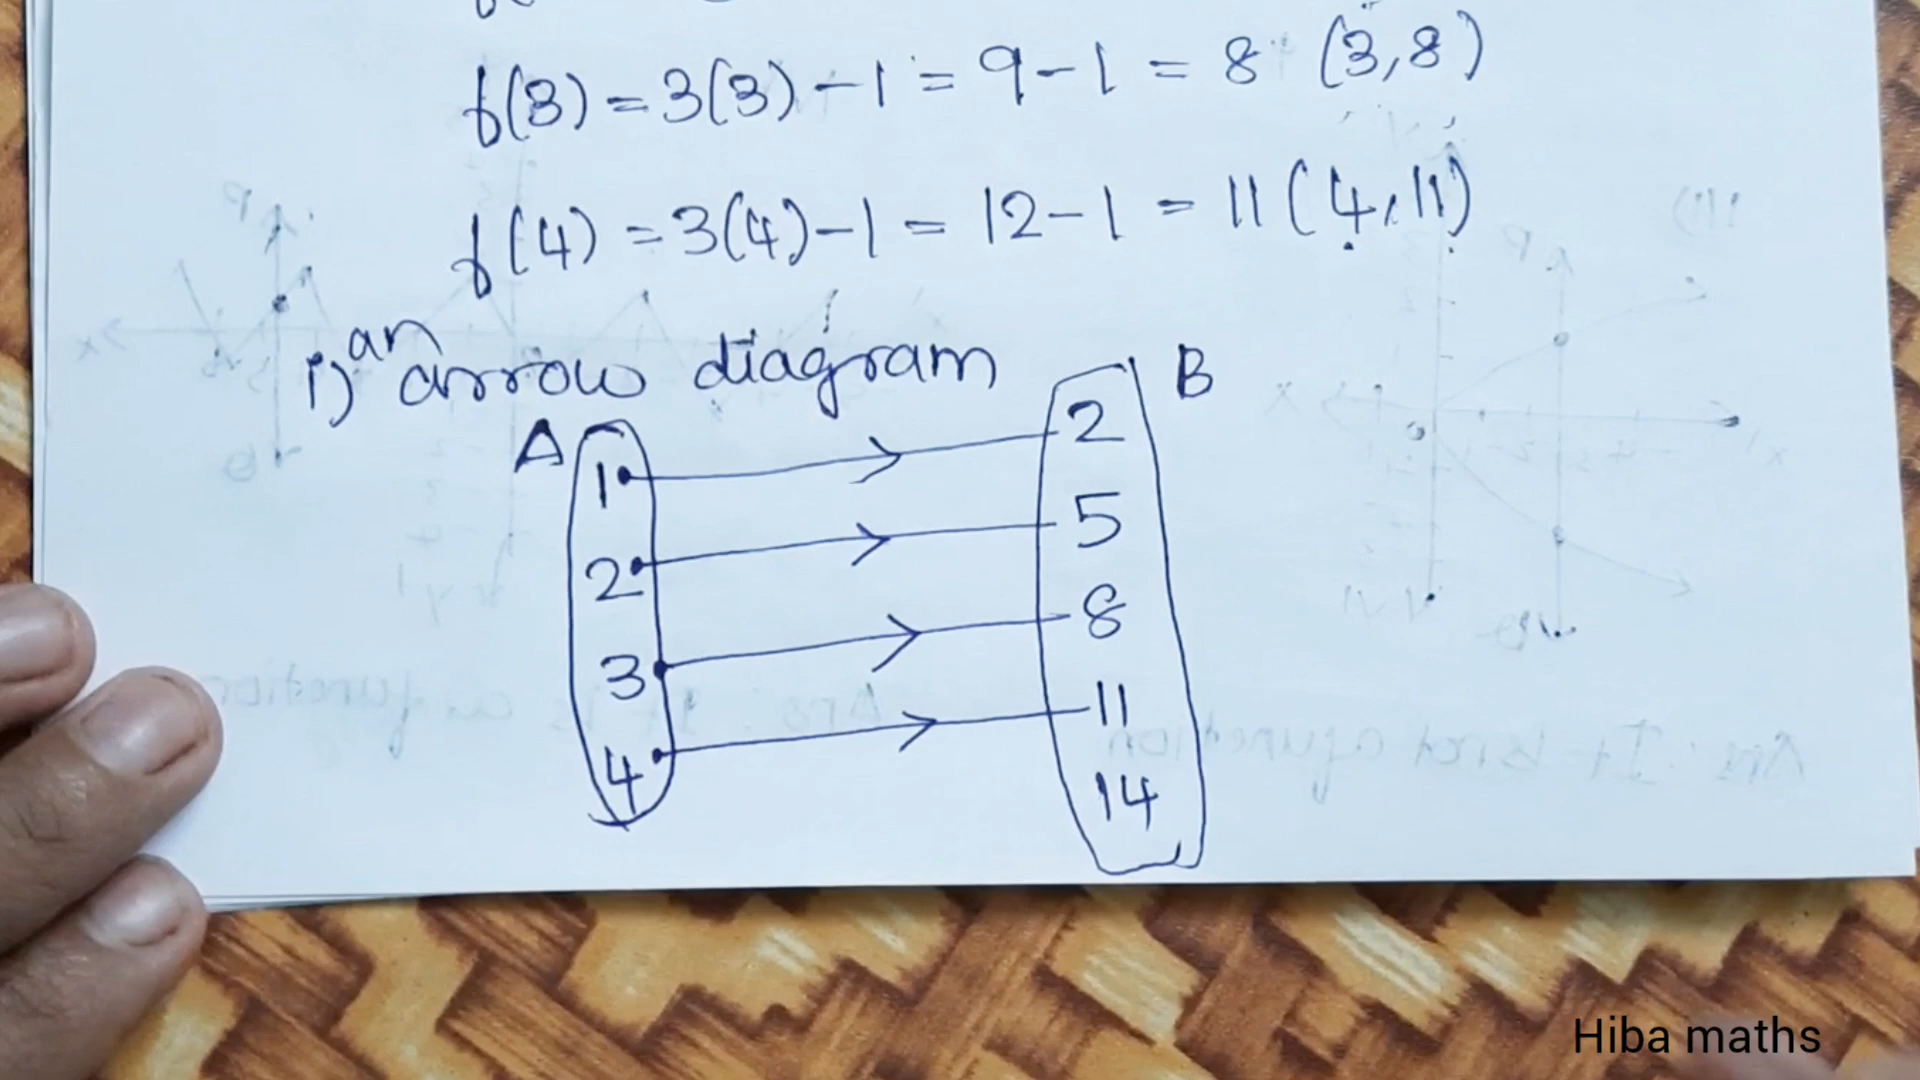 f(3) = 3(3) - 1 = 9 - 1 = 8 (3,8)
f(4) = 3(4) - 1 = 12 - 1 = 11 (4,11)
i) an arrow diagram
A B
1 2
2 5
3 8
4 11
14
Hiba maths